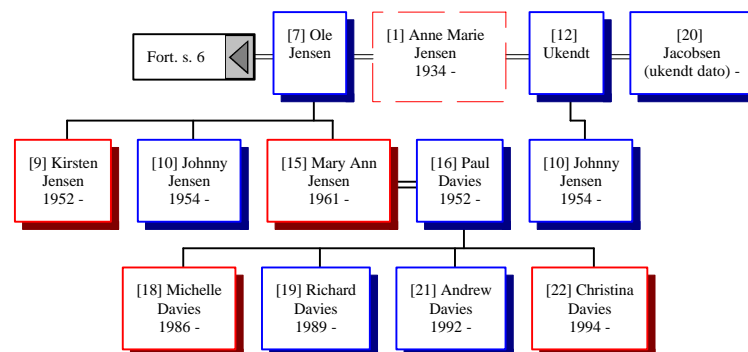 Fort. s. 6
[7] Ole
Jensen
[1] Anne Marie
Jensen
1934 -
[12]
Ukendt
[20]
Jacobsen
(ukendt dato) -
[9] Kirsten
Jensen
1952 -
[10] Johnny
Jensen
1954 -
[15] Mary Ann
Jensen
1961 -
[16] Paul
Davies
1952 -
[10] Johnny
Jensen
1954 -
[18] Michelle
Davies
1986 -
[19] Richard
Davies
1989 -
[21] Andrew
Davies
1992 -
[22] Christina
Davies
1994 -